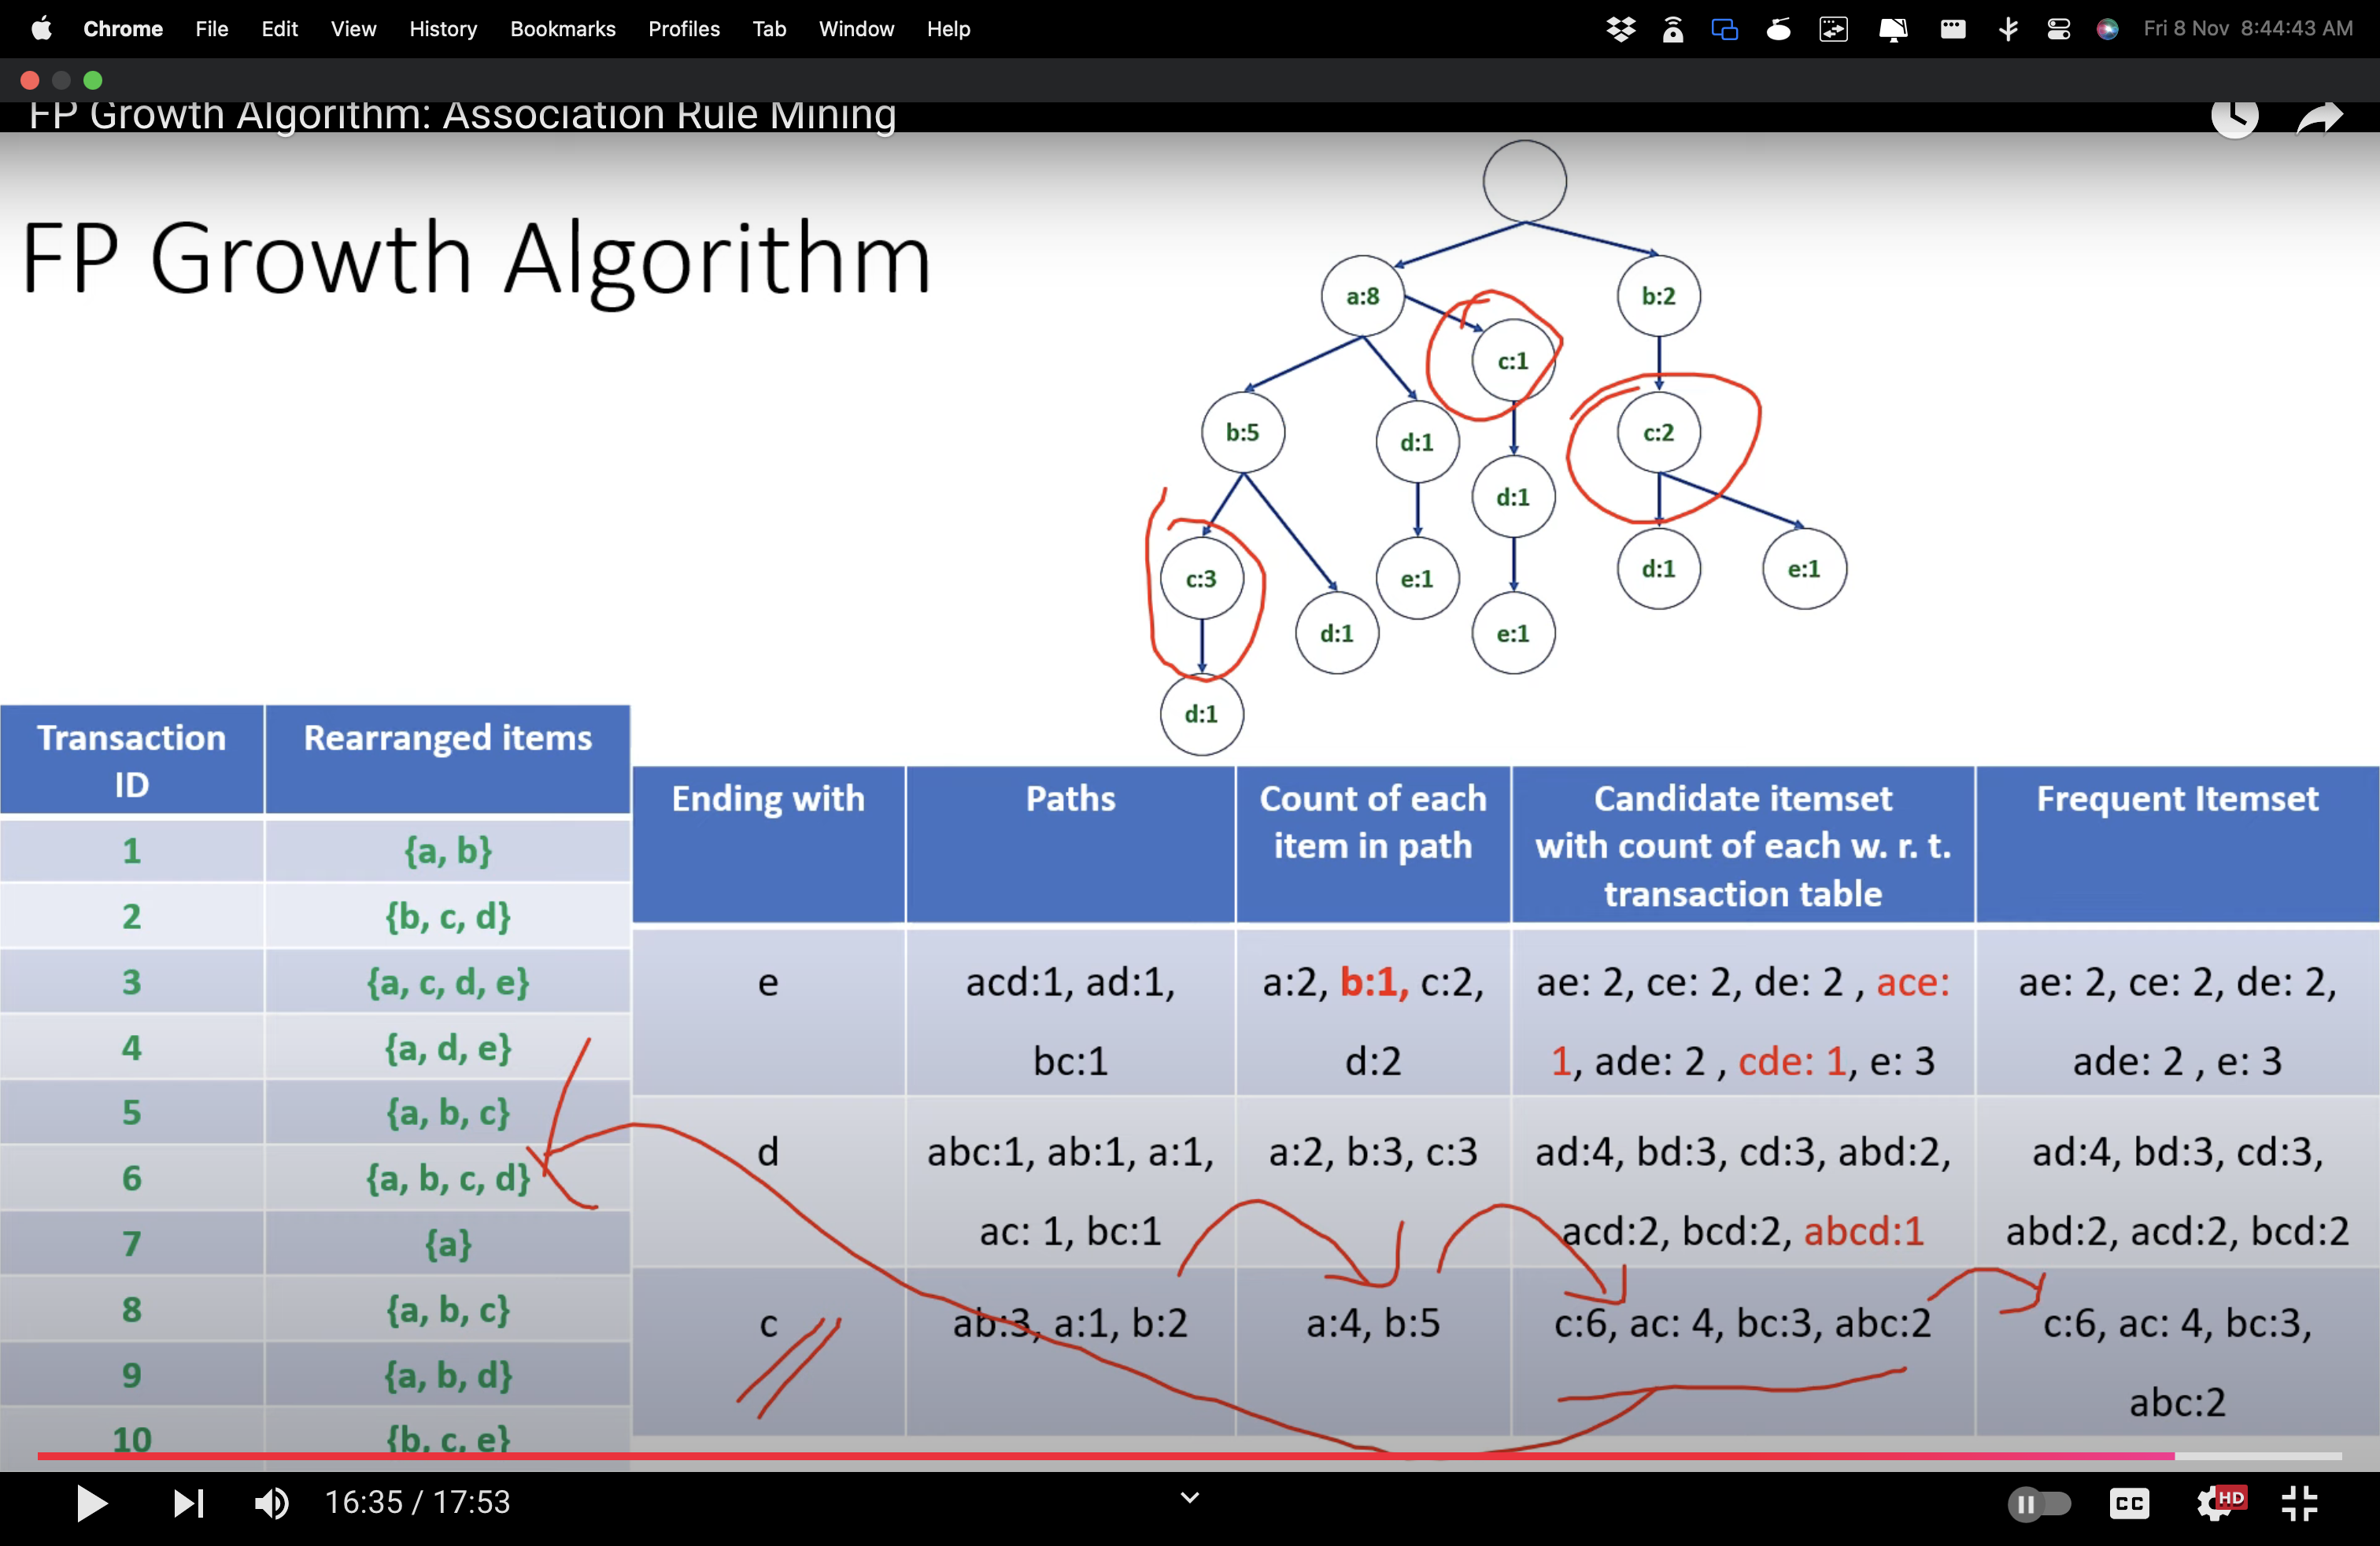 Chrome File Edit View History Bookmarks Profiles Tab Window Help Fri 8 Nov 8:44:43 AM
FP Growth Algorithm: Association Rule Mining
FP Growth Algorithm
a:8
b:2
c:1
b:5
d:1
c:2
d:1
c:3
e:1
d:1
e:1
d:1
e:1
d:1
Transaction
ID
Rearranged items
1 {a, b}
2 {b, c, d}
3 {a, c, d, e}
4 {a, d, e}
5 {a, b, c}
6 {a, b, c, d}
7 {a}
8 {a, b, c}
9 {a, b, d}
10 {b, c, e}
Ending with
Paths
Count of each
item in path
Candidate itemset
with count of each w. r. t.
transaction table
Frequent Itemset
e
acd:1, ad:1,
bc:1
a:2, b:1, c:2,
d:2
ae: 2, ce: 2, de: 2 , ace:
1, ade: 2 , cde: 1, e: 3
ae: 2, ce: 2, de: 2,
ade: 2 , e: 3
d
abc:1, ab:1, a:1,
ac: 1, bc:1
a:2, b:3, c:3
ad:4, bd:3, cd:3, abd:2,
acd:2, bcd:2, abcd:1
ad:4, bd:3, cd:3,
abd:2, acd:2, bcd:2
c
ab:3, a:1, b:2
a:4, b:5
c:6, ac: 4, bc:3, abc:2
c:6, ac: 4, bc:3,
abc:2
16:35 / 17:53
CC
HD